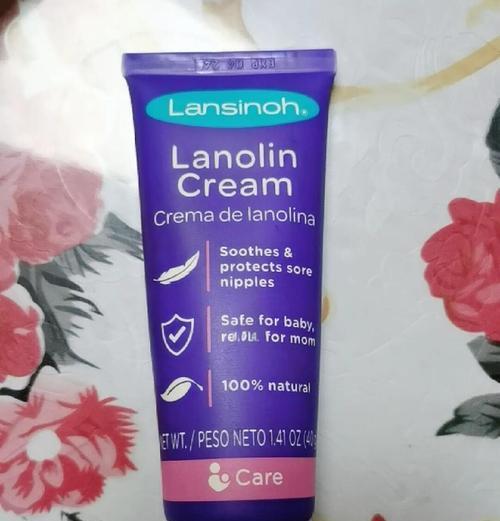 Lansinoh®
Lanolin
Cream
Crema de lanolina
Soothes &
protects sore
nipples
Safe for baby,
for mom
100% natural
NET WT. / PESO NETO 1.41 OZ (40
Care